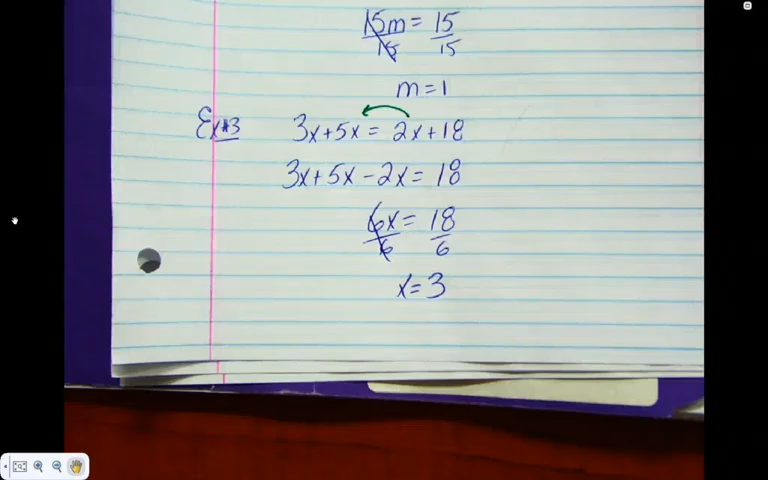 15m = 15
15 15
m = 1
Ex#3 3x + 5x = 2x + 18
3x + 5x - 2x = 18
6x = 18
6 6
x = 3